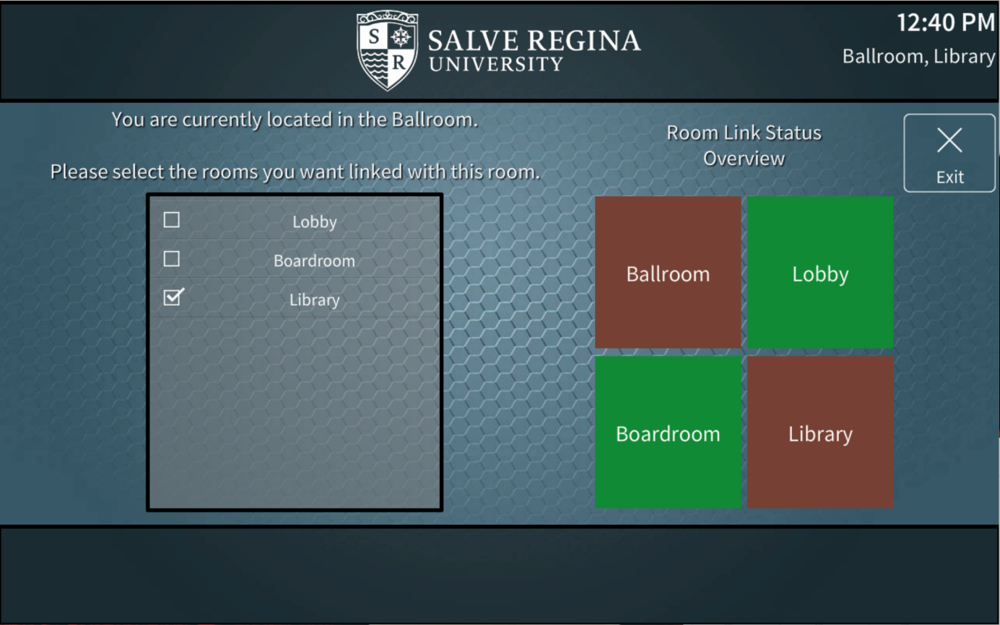 S
R
SALVE REGINA
UNIVERSITY
12:40 PM
Ballroom, Library
You are currently located in the Ballroom.
Please select the rooms you want linked with this room.
Lobby
Boardroom
Library
Room Link Status
Overview
Exit
Ballroom
Lobby
Boardroom
Library